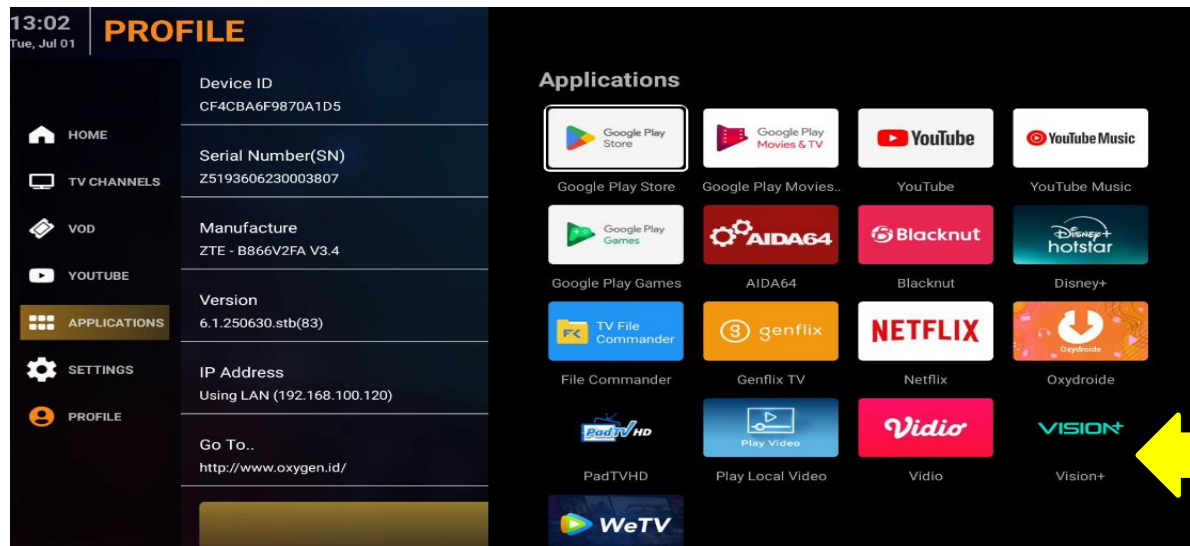 13:02
Tue, Jul 01
PROFILE
HOME
TV CHANNELS
VOD
YOUTUBE
APPLICATIONS
SETTINGS
PROFILE
Device ID
CF4CBA6F9870A1D5
Serial Number(SN)
Z5193606230003807
Manufacture
ZTE - B866V2FA V3.4
Version
6.1.250630.stb(83)
IP Address
Using LAN (192.168.100.120)
Go To..
http://www.oxygen.id/
Applications
Google Play
Store
Google Play
Movies & TV
YouTube
YouTube Music
Google Play Store
Google Play Movies..
YouTube
YouTube Music
Google Play
Games
AIDA64
Blacknut
Disney+
hotstar
Google Play Games
AIDA64
Blacknut
Disney+
TV File
Commander
genflix
NETFLIX
Oxydroide
File Commander
Genflix TV
Netflix
Oxydroide
PadTV HD
Play Video
Vidio
VISION+
PadTVHD
Play Local Video
Vidio
Vision+
WeTV